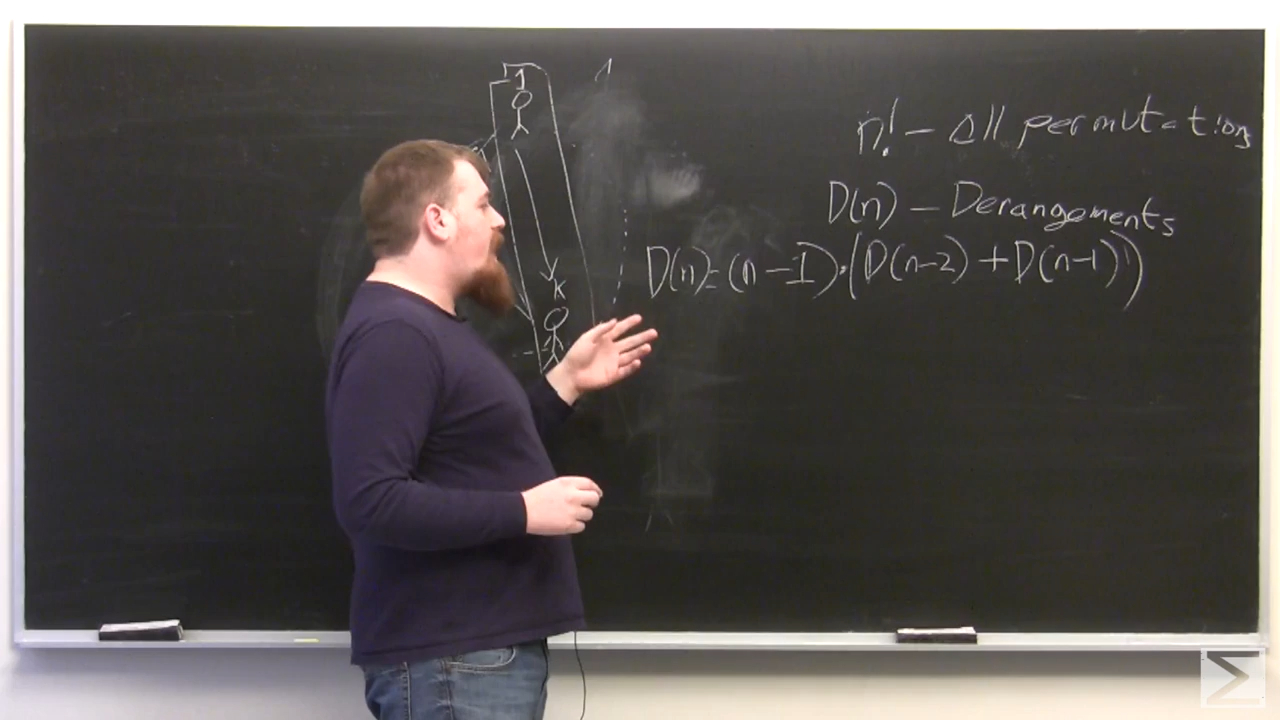 1
n! – All permutations
D(n) – Derangements
D(n) = (n – 1)·(D(n–2) + D(n–1))
K
Σ